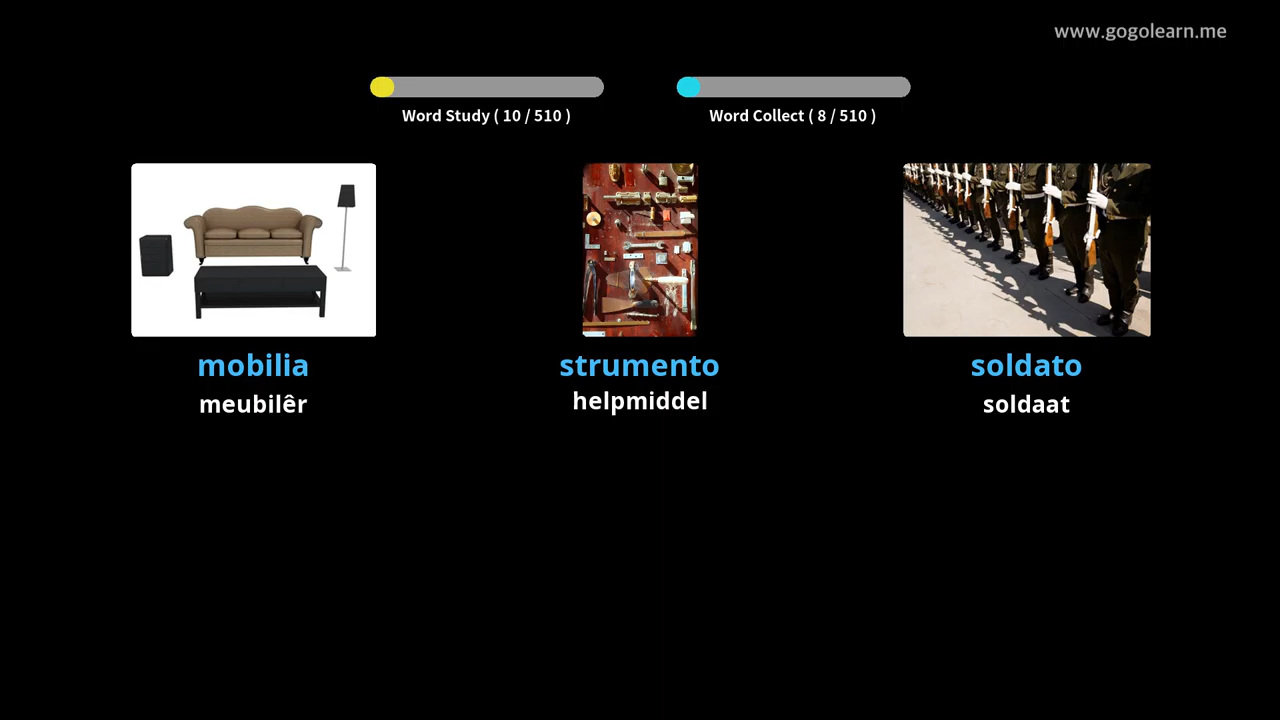 www.gogolearn.me
Word Study ( 10 / 510 )
Word Collect ( 8 / 510 )
mobilia
strumento
soldato
meubilêr
helpmiddel
soldaat